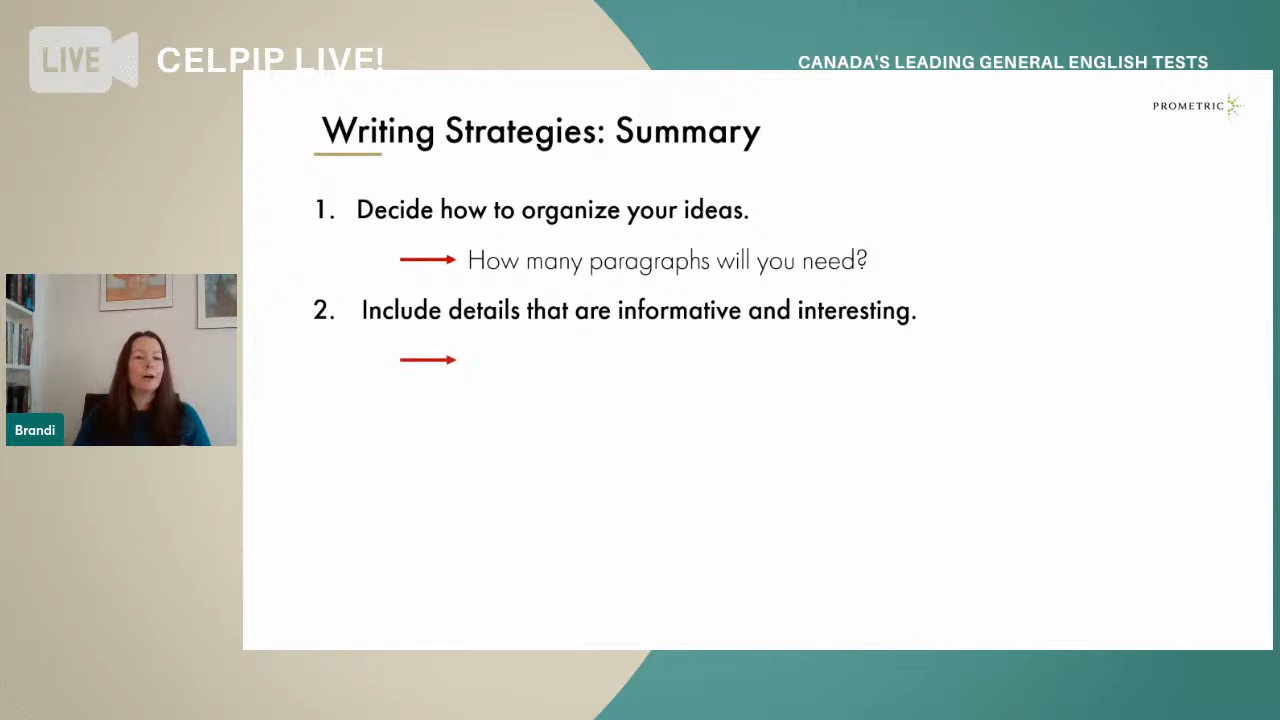 LIVE
CELPIP LIVE!
CANADA'S LEADING GENERAL ENGLISH TESTS
PROMETRIC
Writing Strategies: Summary
1. Decide how to organize your ideas.
How many paragraphs will you need?
2. Include details that are informative and interesting.
Brandi